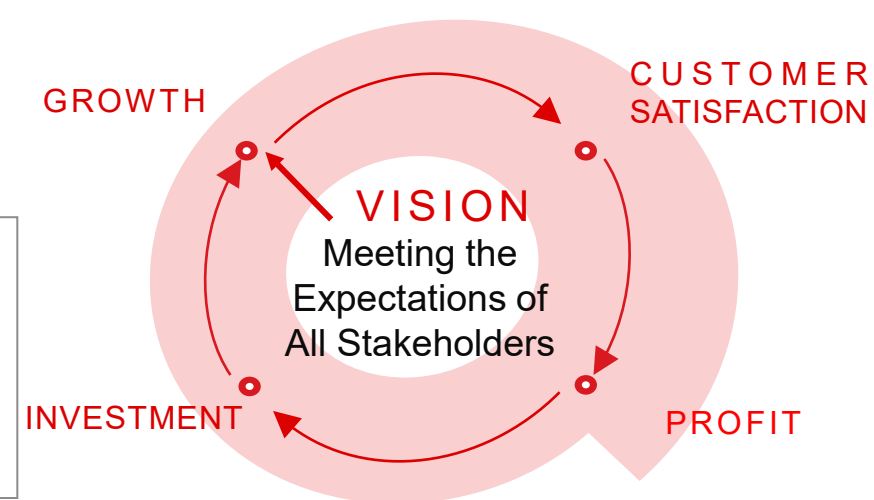 GROWTH
CUSTOMER
SATISFACTION
VISION
Meeting the
Expectations of
All Stakeholders
INVESTMENT
PROFIT